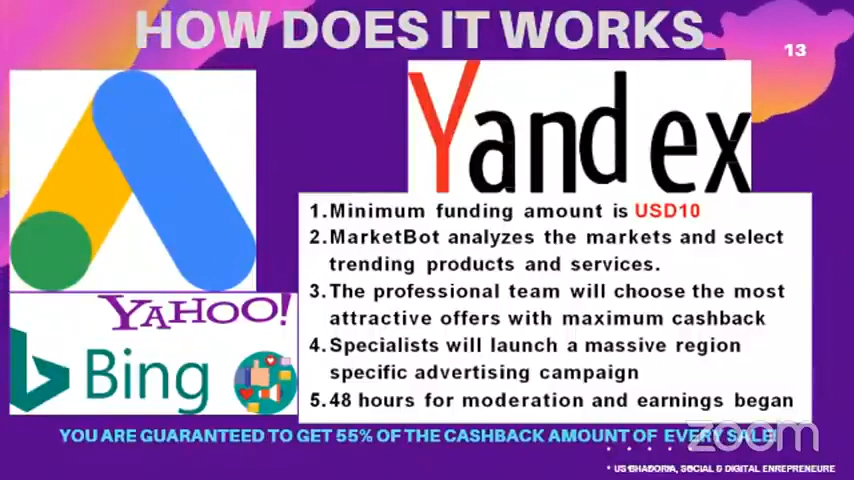 HOW DOES IT WORKS
13
Yandex
1. Minimum funding amount is USD10
2. MarketBot analyzes the markets and select
trending products and services.
3. The professional team will choose the most
attractive offers with maximum cashback
4. Specialists will launch a massive region
specific advertising campaign
5. 48 hours for moderation and earnings began
YAHOO!
Bing
YOU ARE GUARANTEED TO GET 55% OF THE CASHBACK AMOUNT OF EVERY SALE!
zoom
• US BHADORIA, SOCIAL & DIGITAL ENREPRENEURE